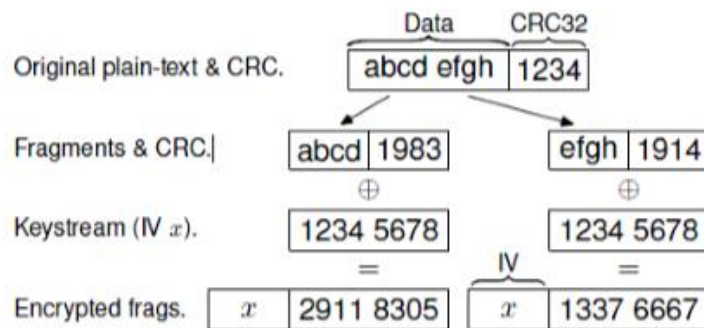 Data CRC32
Original plain-text & CRC. abcd efgh 1234
Fragments & CRC. abcd 1983 efgh 1914
⊕ ⊕
Keystream (IV x). 1234 5678 1234 5678
= IV =
Encrypted frags. x 2911 8305 x 1337 6667